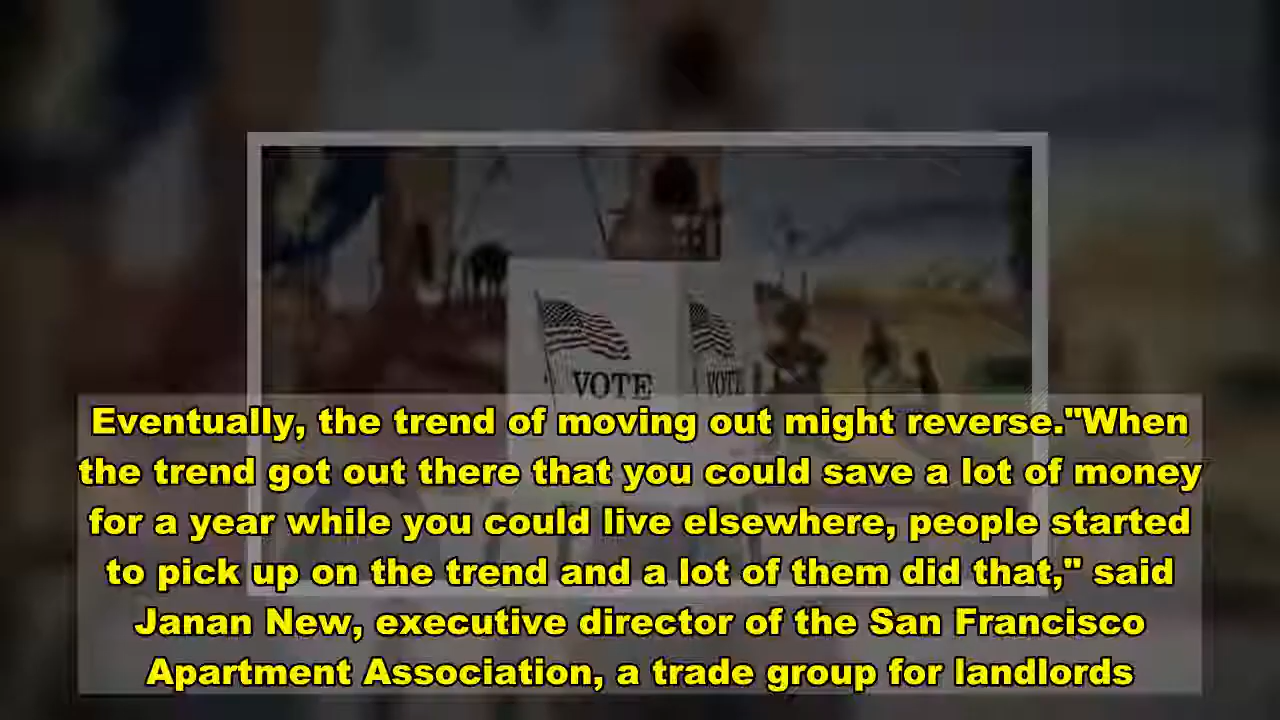 VOTE
VOTE
Eventually, the trend of moving out might reverse."When
the trend got out there that you could save a lot of money
for a year while you could live elsewhere, people started
to pick up on the trend and a lot of them did that," said
Janan New, executive director of the San Francisco
Apartment Association, a trade group for landlords